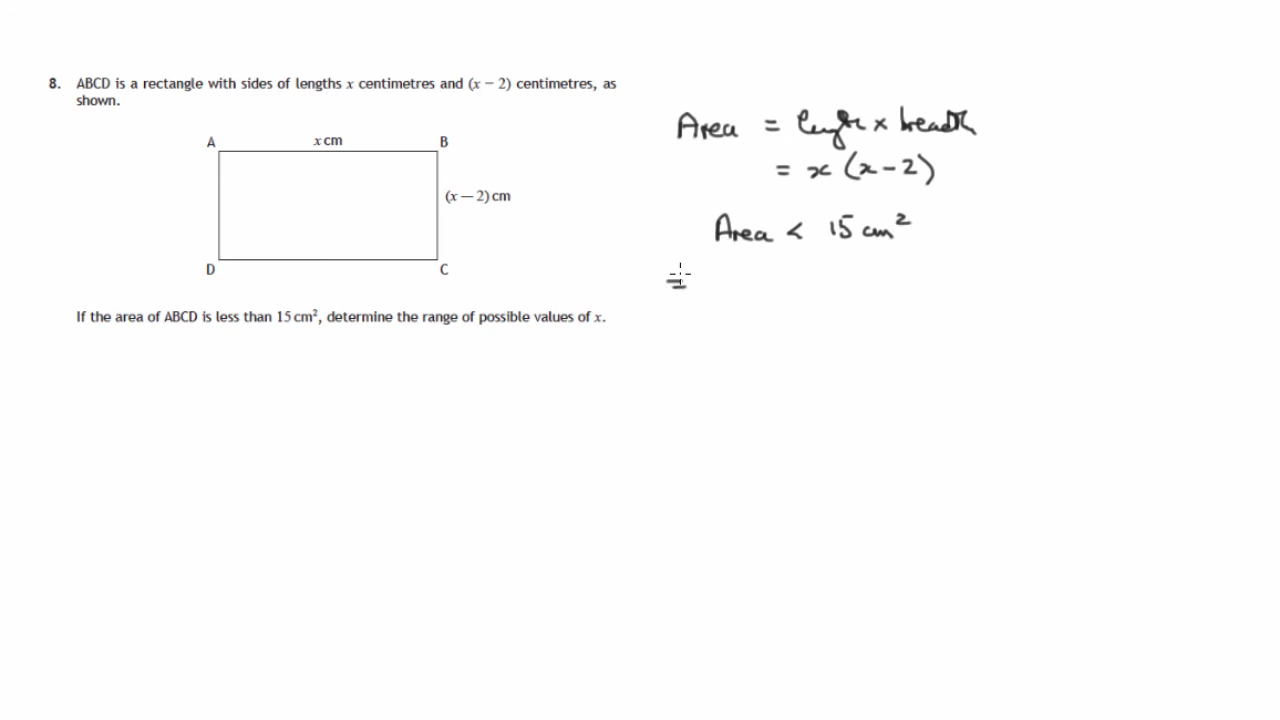 8. ABCD is a rectangle with sides of lengths x centimetres and (x − 2) centimetres, as
shown.
A x cm B
(x − 2) cm
D C
If the area of ABCD is less than 15 cm², determine the range of possible values of x.
Area = length × breadth
= x (x − 2)
Area < 15 cm²
=